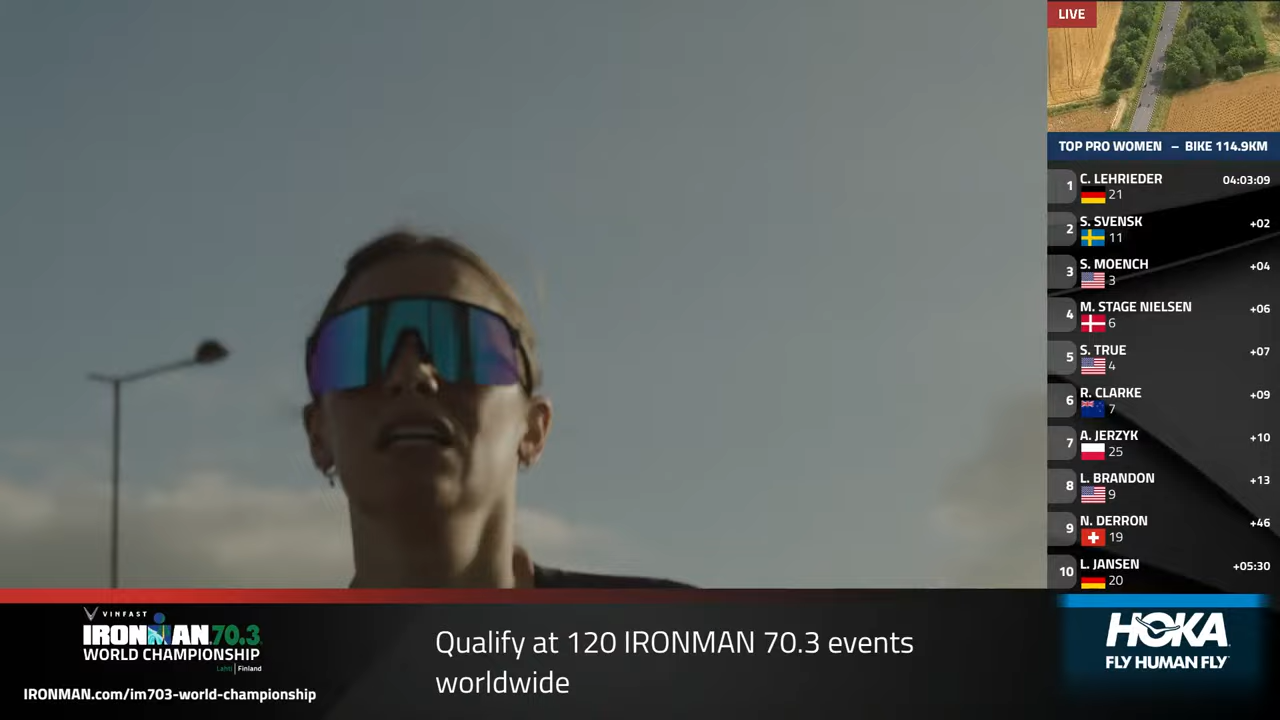 LIVE
TOP PRO WOMEN – BIKE 114.9KM
1 C. LEHRIEDER 04:03:09
21
2 S. SVENSK +02
11
3 S. MOENCH +04
3
4 M. STAGE NIELSEN +06
6
5 S. TRUE +07
4
6 R. CLARKE +09
7
7 A. JERZYK +10
25
8 L. BRANDON +13
9
9 N. DERRON +46
19
10 L. JANSEN +05:30
20
VINFAST
IRONMAN 70.3
WORLD CHAMPIONSHIP
Lahti | Finland
IRONMAN.com/im703-world-championship
Qualify at 120 IRONMAN 70.3 events
worldwide
HOKA
FLY HUMAN FLY